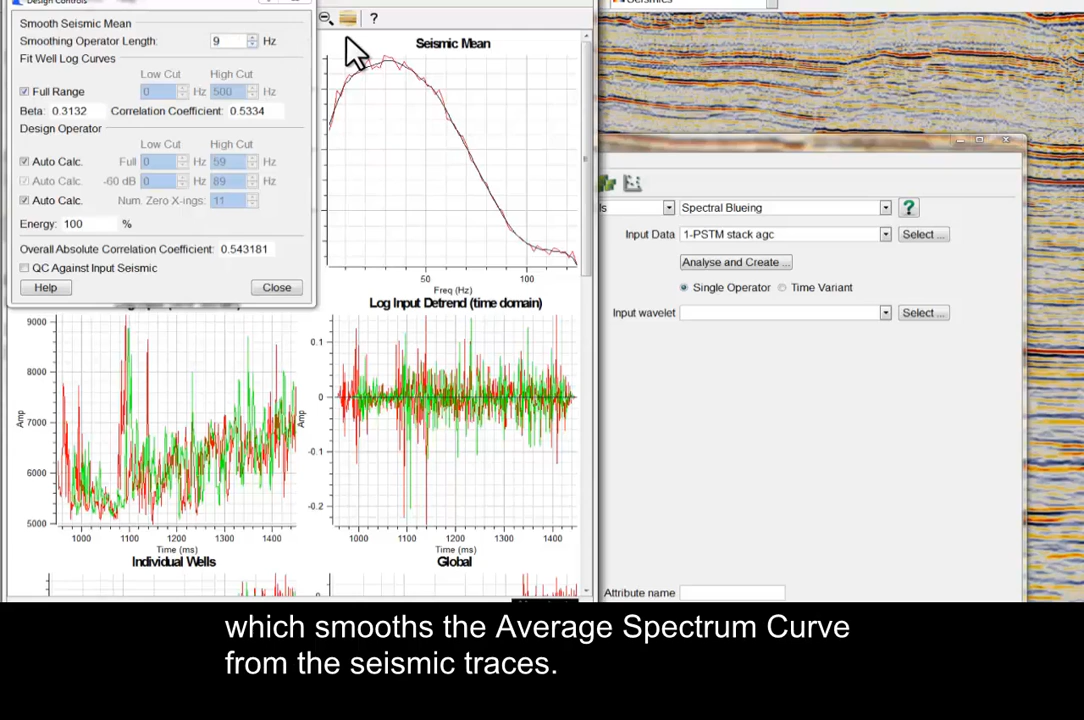 Design Controls
Smooth Seismic Mean
Smoothing Operator Length: 9 Hz
Fit Well Log Curves
Low Cut High Cut
Full Range 0 Hz 500 Hz
Beta: 0.3132 Correlation Coefficient: 0.5334
Design Operator
Low Cut High Cut
Auto Calc. Full 0 Hz 59 Hz
Auto Calc. -60 dB 0 Hz 89 Hz
Auto Calc. Num. Zero X-ings: 11
Energy: 100 %
Overall Absolute Correlation Coefficient: 0.543181
QC Against Input Seismic
Help Close
?
Seismic Mean
50 100
Freq (Hz)
Log Input Detrend (time domain)
9000
8000
7000
6000
5000
Amp
1000 1100 1200 1300 1400
Time (ms)
0.1
0
-0.1
-0.2
Amp
1000 1100 1200 1300 1400
Time (ms)
Individual Wells
Global
0
Spectral Blueing ?
Input Data 1-PSTM stack agc Select ...
Analyse and Create ...
Single Operator Time Variant
Input wavelet Select ...
Attribute name
which smooths the Average Spectrum Curve
from the seismic traces.